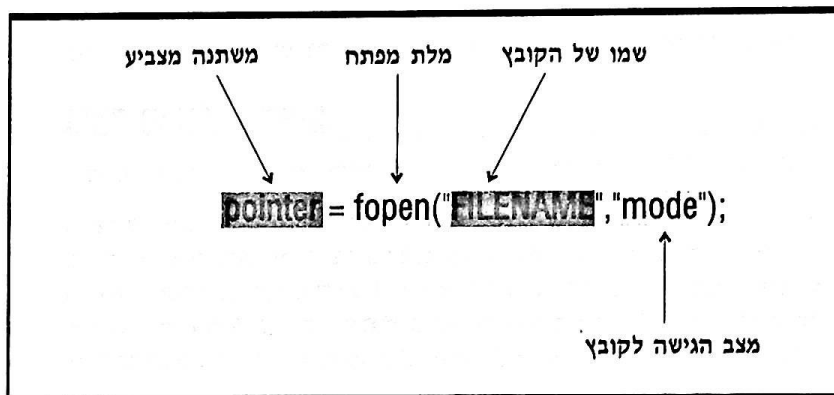 שמו של הקובץ מלת מפתח משתנה מצביע
pointer = fopen("FILENAME","mode");
מצב הגישה לקובץ